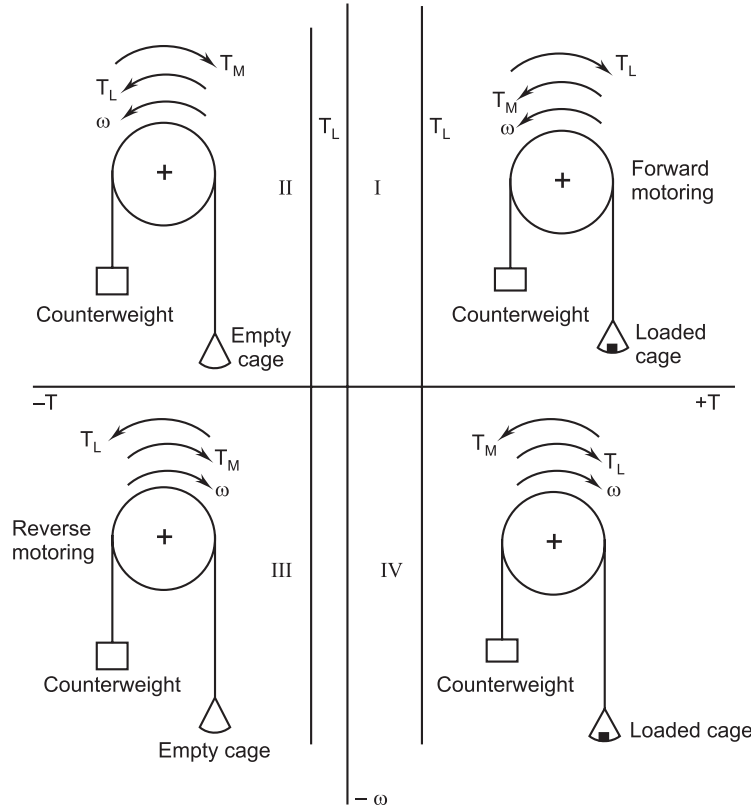 T_M
T_L
ω
T_L
II
Counterweight
Empty
cage
T_L
I
T_L
T_M
ω
Forward
motoring
Counterweight
Loaded
cage
–T
+T
T_L
T_M
ω
Reverse
motoring
III
Counterweight
Empty cage
T_M
T_L
ω
IV
Counterweight
Loaded cage
– ω